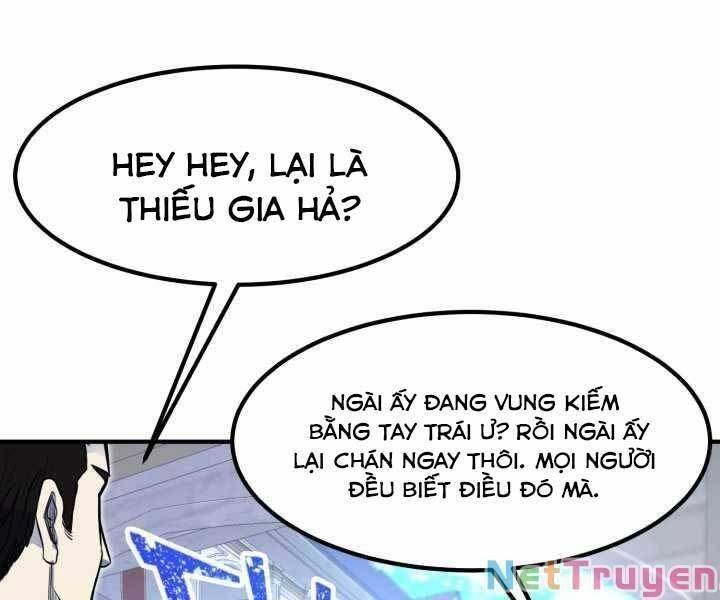 HEY HEY, LẠI LÀ
THIẾU GIA HẢ?
NGÀI ẤY ĐANG VUNG KIẾM
BẰNG TAY TRÁI Ư? RỒI NGÀI ẤY
LẠI CHÁN NGAY THÔI. MỌI NGƯỜI
ĐỀU BIẾT ĐIỀU ĐÓ MÀ.
NetTruyen